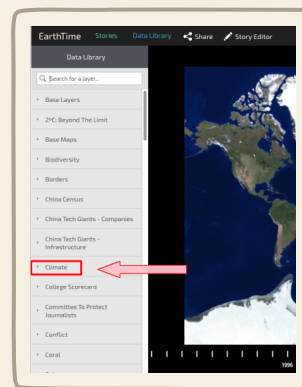 EarthTime Stories Data Library Share Story Editor
Data Library
Search for a layer...
Base Layers
2ºC: Beyond The Limit
Base Maps
Biodiversity
Borders
China Census
China Tech Giants - Companies
China Tech Giants -
Infrastructure
Climate
College Scorecard
Committee To Protect
Journalists
Conflict
Coral
1996